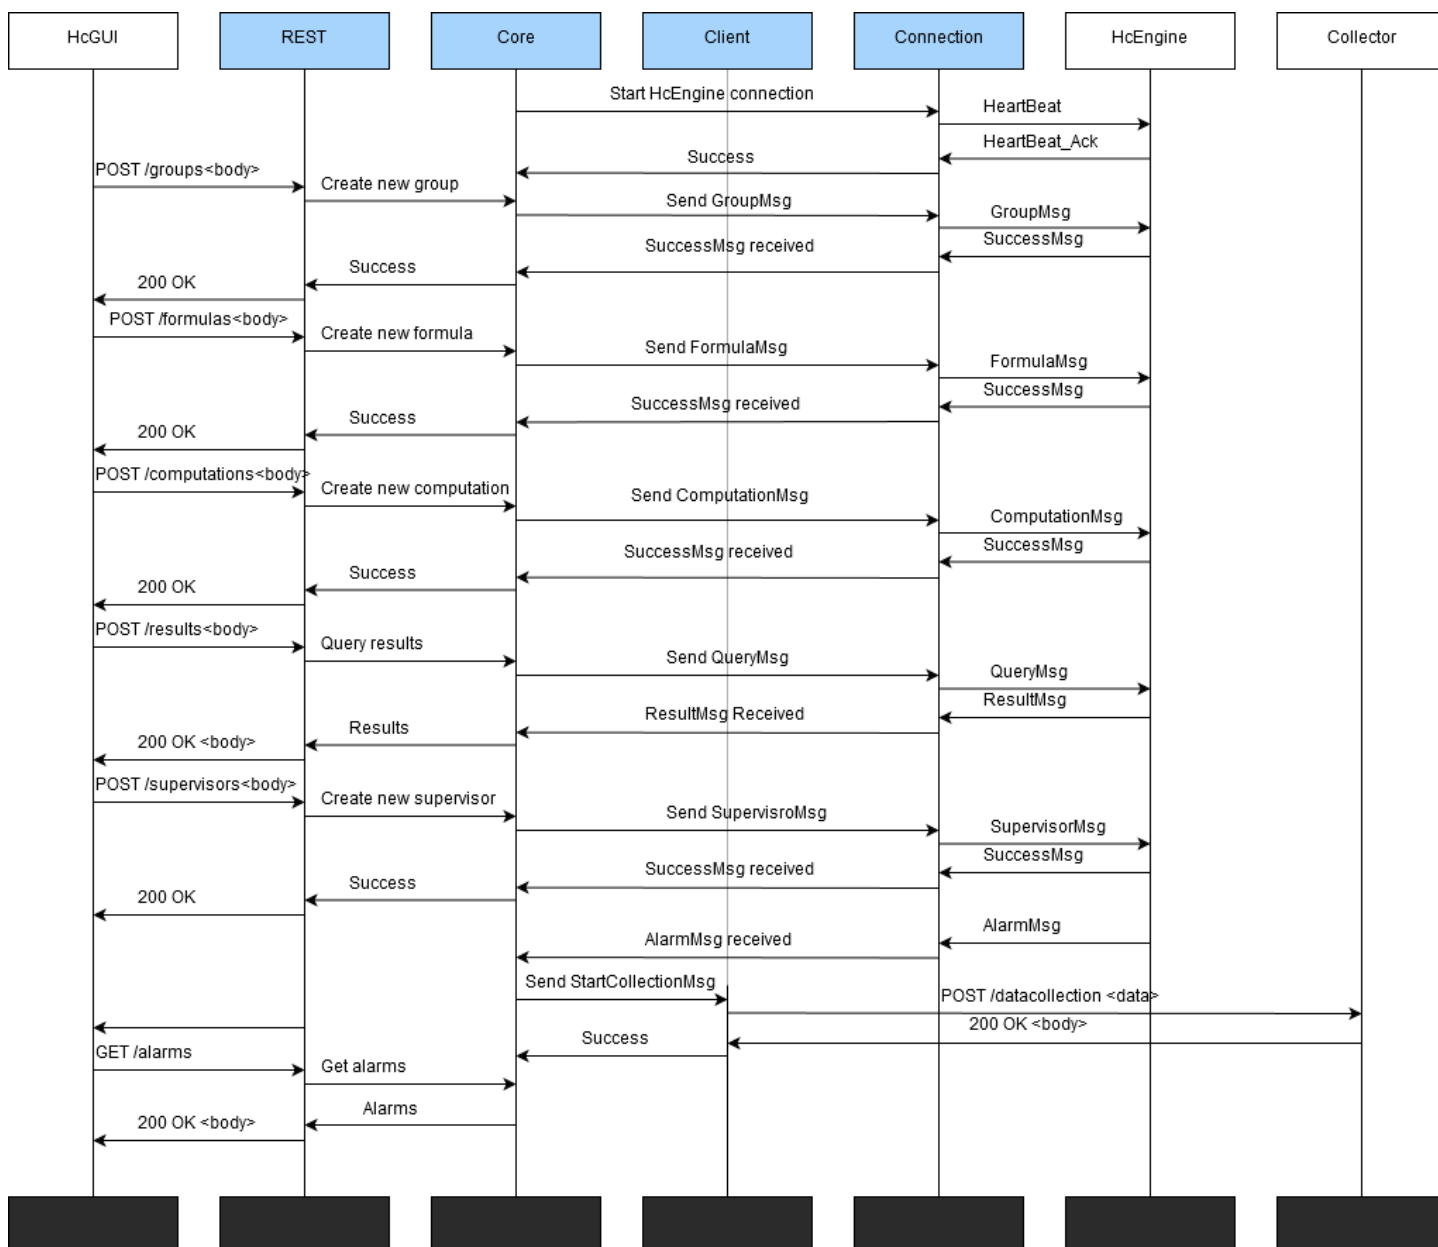 HcGUI
REST
Core
Client
Connection
HcEngine
Collector
Start HcEngine connection
HeartBeat
HeartBeat_Ack
Success
POST /groups<body>
Create new group
Send GroupMsg
GroupMsg
SuccessMsg
SuccessMsg received
Success
200 OK
POST /formulas<body>
Create new formula
Send FormulaMsg
FormulaMsg
SuccessMsg
SuccessMsg received
Success
200 OK
POST /computations<body>
Create new computation
Send ComputationMsg
ComputationMsg
SuccessMsg
SuccessMsg received
Success
200 OK
POST /results<body>
Query results
Send QueryMsg
QueryMsg
ResultMsg
ResultMsg Received
Results
200 OK <body>
POST /supervisors<body>
Create new supervisor
Send SupervisroMsg
SupervisorMsg
SuccessMsg
SuccessMsg received
Success
200 OK
AlarmMsg
AlarmMsg received
Send StartCollectionMsg
POST /datacollection <data>
200 OK <body>
Success
GET /alarms
Get alarms
Alarms
200 OK <body>